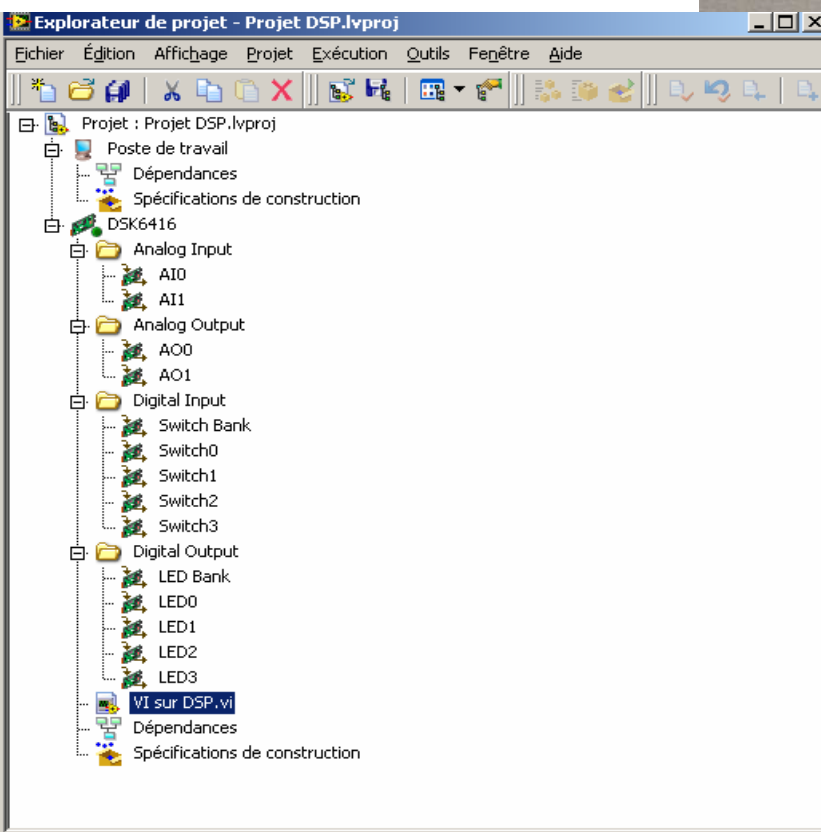 Explorateur de projet - Projet DSP.lvproj
Fichier Édition Affichage Projet Exécution Outils Fenêtre Aide
Projet : Projet DSP.lvproj
Poste de travail
Dépendances
Spécifications de construction
DSK6416
Analog Input
AI0
AI1
Analog Output
AO0
AO1
Digital Input
Switch Bank
Switch0
Switch1
Switch2
Switch3
Digital Output
LED Bank
LED0
LED1
LED2
LED3
VI sur DSP.vi
Dépendances
Spécifications de construction